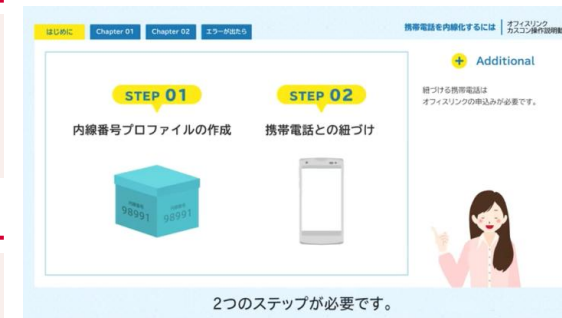 はじめに
Chapter 01
Chapter 02
エラーが出たら
携帯電話を内線化するには
オフィスリンク
カスコン操作説明動
+ Additional
紐づける携帯電話は
オフィスリンクの申込みが必要です。
STEP 01
内線番号プロファイルの作成
STEP 02
携帯電話との紐づけ
98991
98991
2つのステップが必要です。